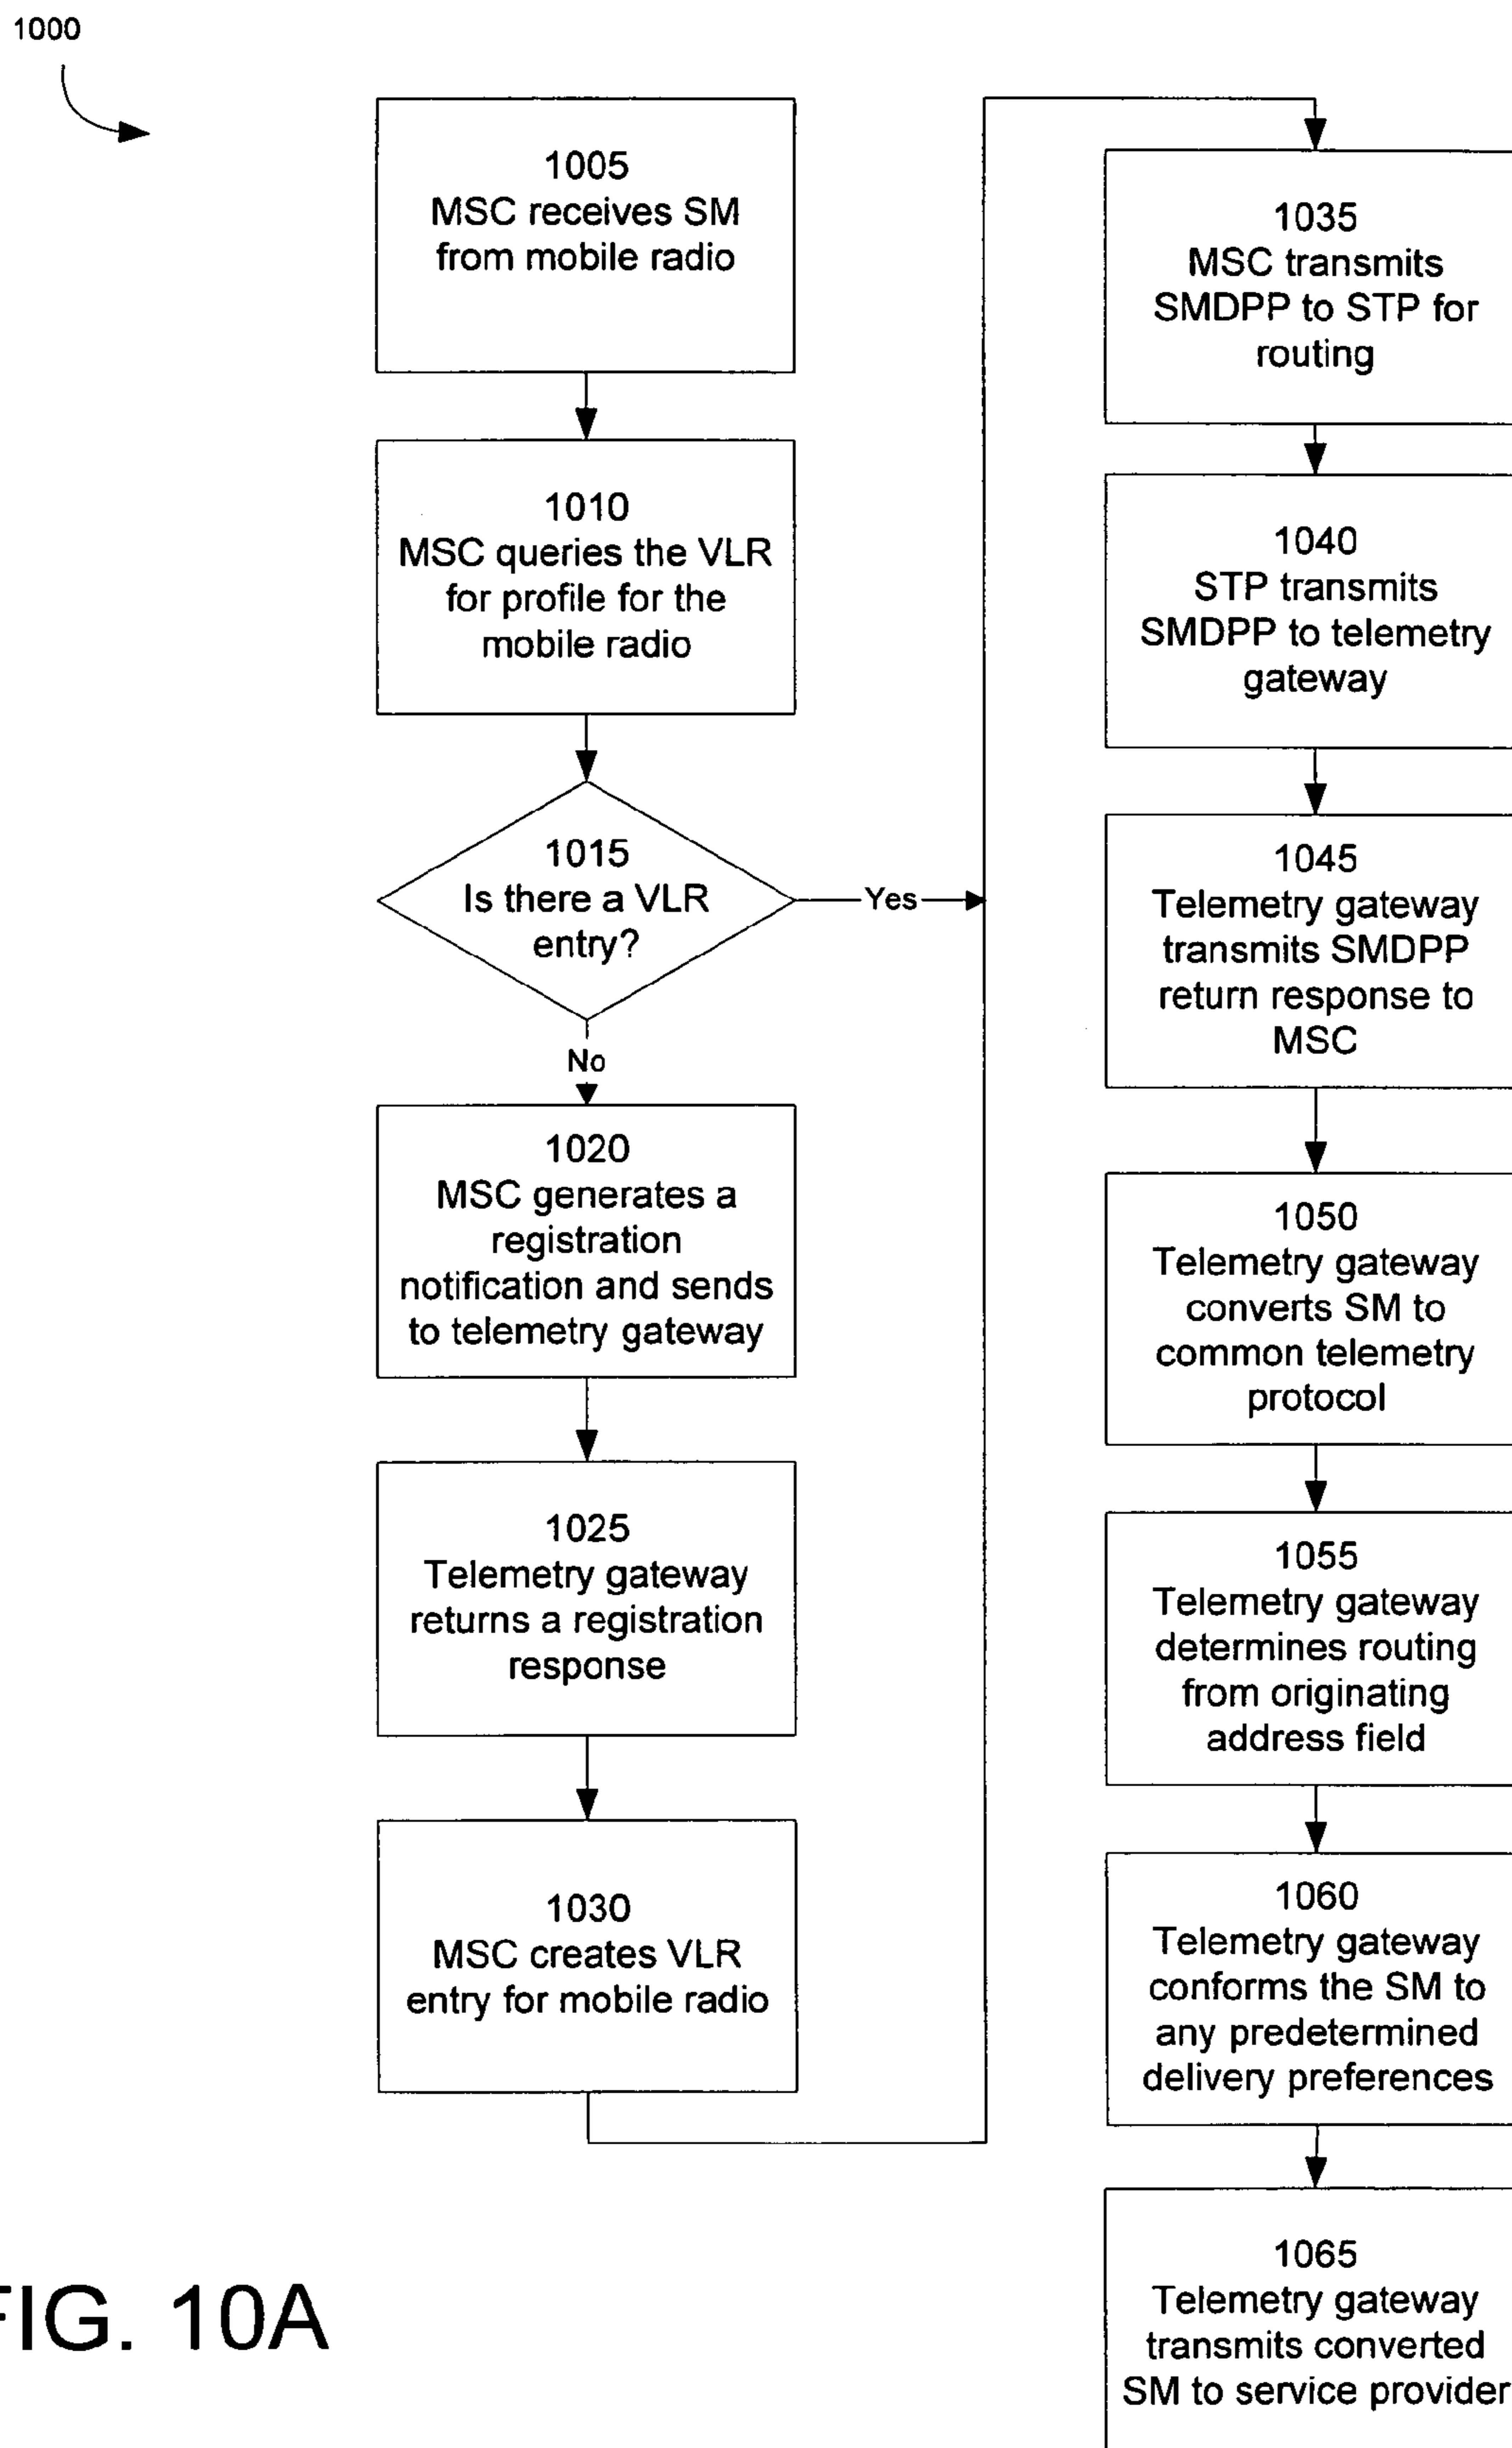 1000
1005
MSC receives SM
from mobile radio
1010
MSC queries the VLR
for profile for the
mobile radio
1015
Is there a VLR
entry?
Yes
No
1020
MSC generates a
registration
notification and sends
to telemetry gateway
1025
Telemetry gateway
returns a registration
response
1030
MSC creates VLR
entry for mobile radio
1035
MSC transmits
SMDPP to STP for
routing
1040
STP transmits
SMDPP to telemetry
gateway
1045
Telemetry gateway
transmits SMDPP
return response to
MSC
1050
Telemetry gateway
converts SM to
common telemetry
protocol
1055
Telemetry gateway
determines routing
from originating
address field
1060
Telemetry gateway
conforms the SM to
any predetermined
delivery preferences
1065
Telemetry gateway
transmits converted
SM to service provider
FIG. 10A